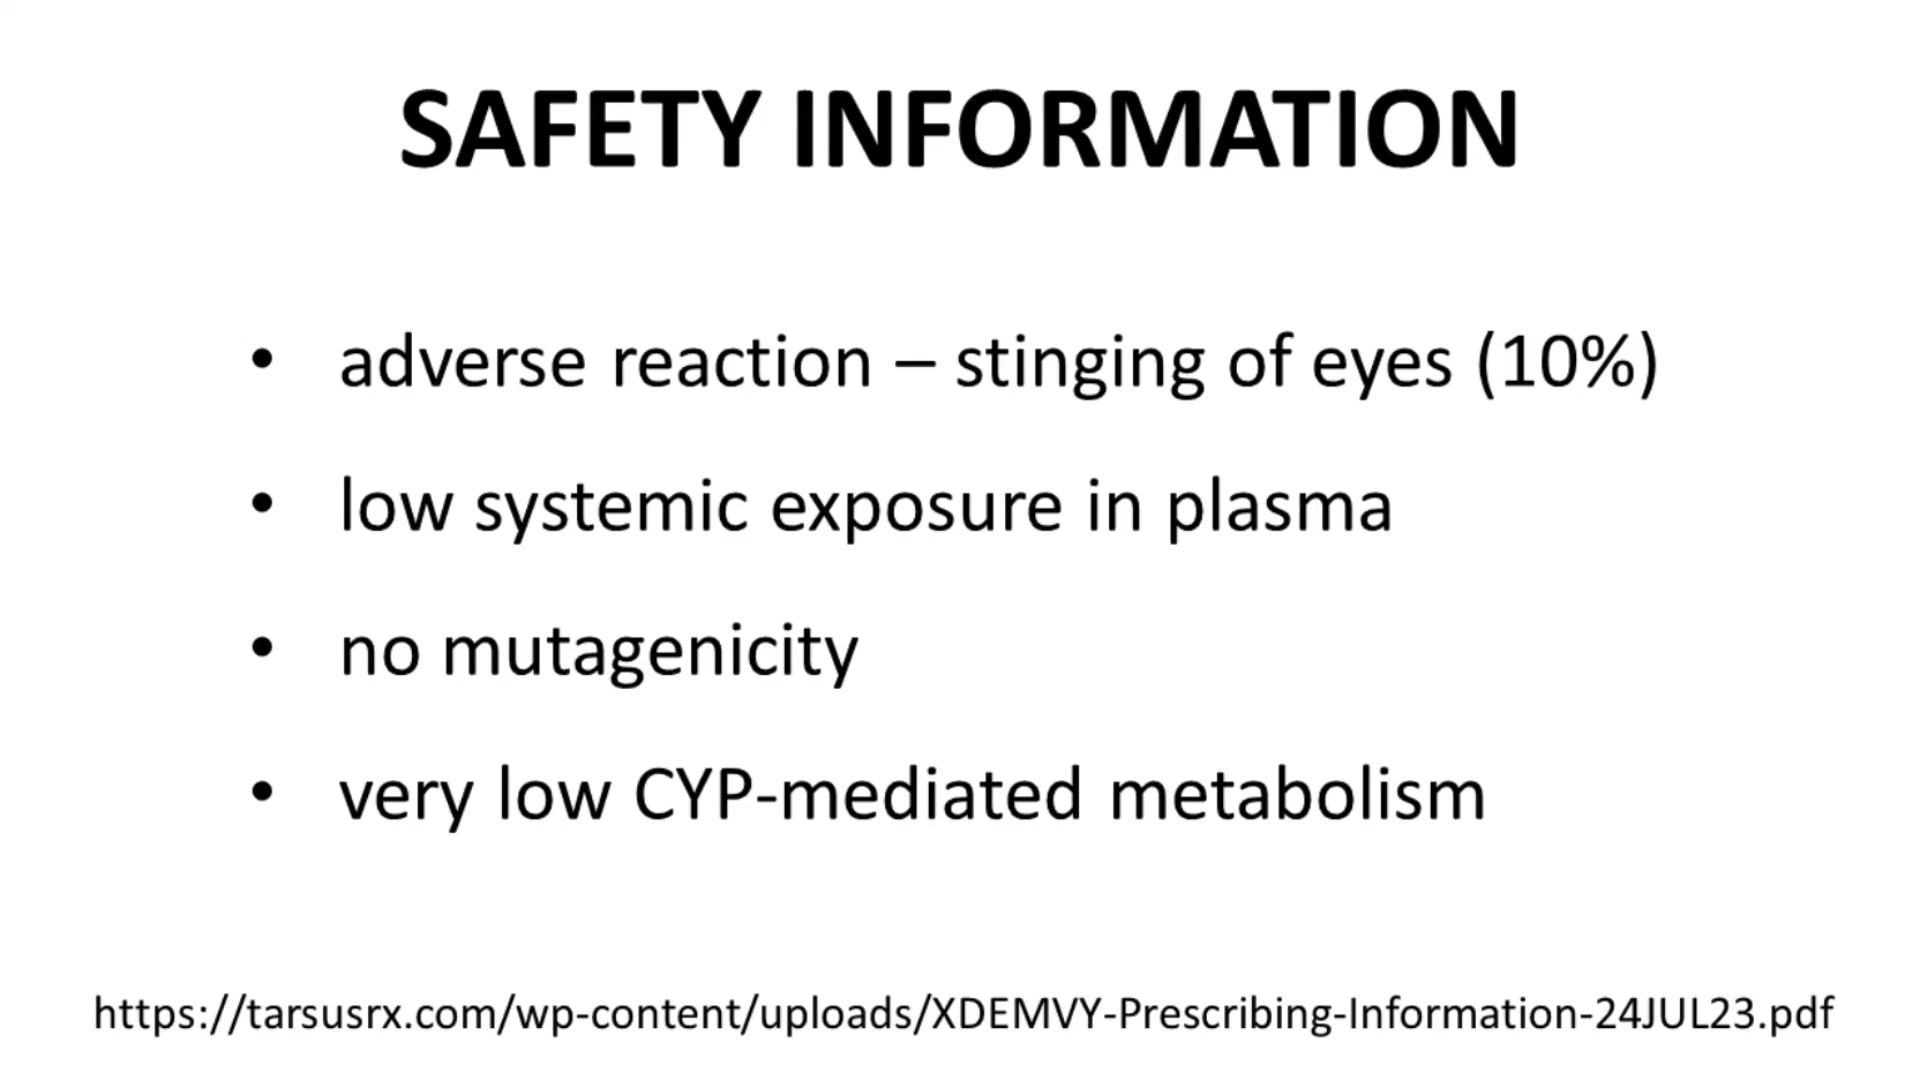 SAFETY INFORMATION
• adverse reaction – stinging of eyes (10%)
• low systemic exposure in plasma
• no mutagenicity
• very low CYP-mediated metabolism
https://tarsusrx.com/wp-content/uploads/XDEMVY-Prescribing-Information-24JUL23.pdf